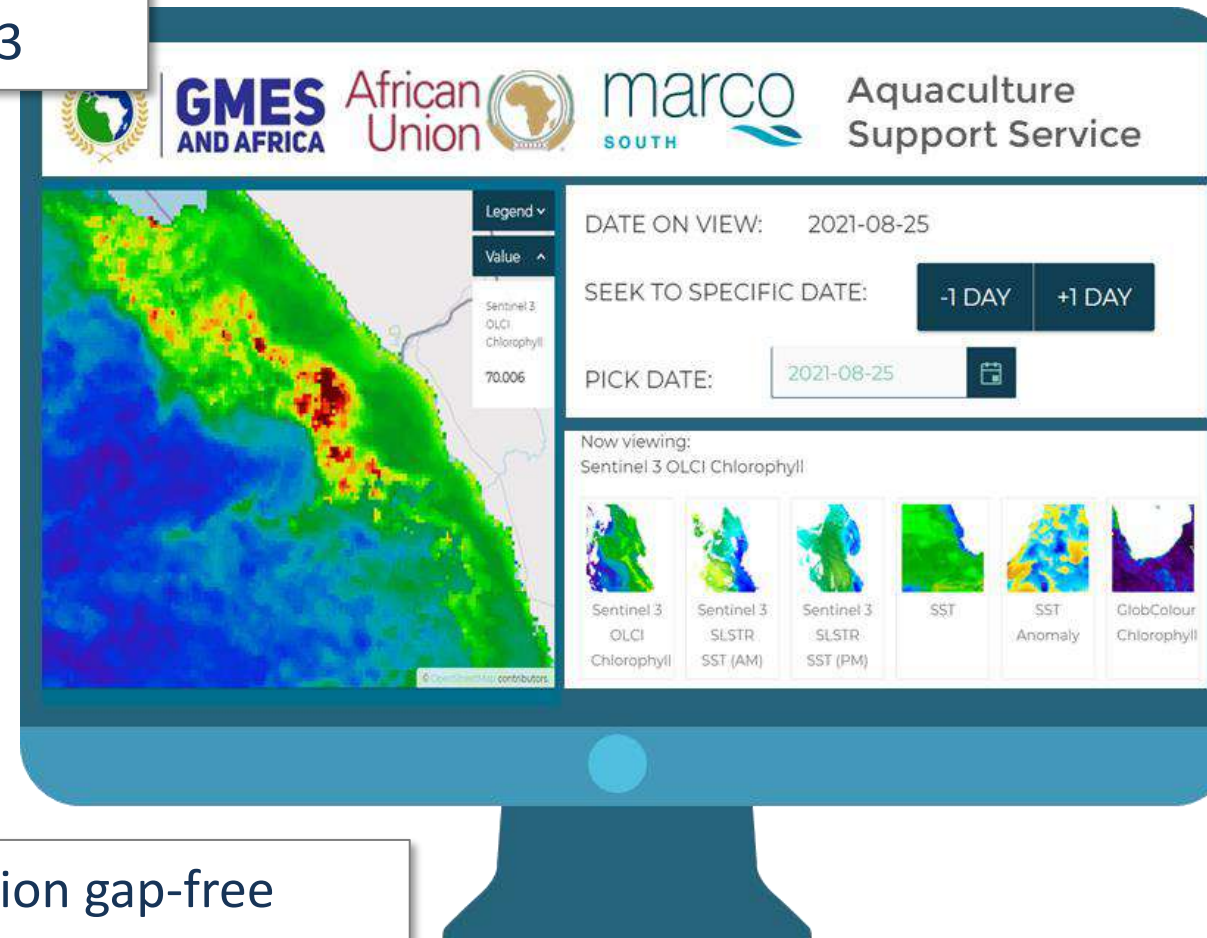 3
GMES
AND AFRICA
African
Union
marco
SOUTH
Aquaculture
Support Service
Legend
Value
Sentinel 3
OLCI
Chlorophyll
70.006
© OpenStreetMap contributors.
DATE ON VIEW: 2021-08-25
SEEK TO SPECIFIC DATE: -1 DAY +1 DAY
PICK DATE: 2021-08-25
Now viewing:
Sentinel 3 OLCI Chlorophyll
Sentinel 3
OLCI
Chlorophyll
Sentinel 3
SLSTR
SST (AM)
Sentinel 3
SLSTR
SST (PM)
SST
SST
Anomaly
GlobColour
Chlorophyll
ion gap-free